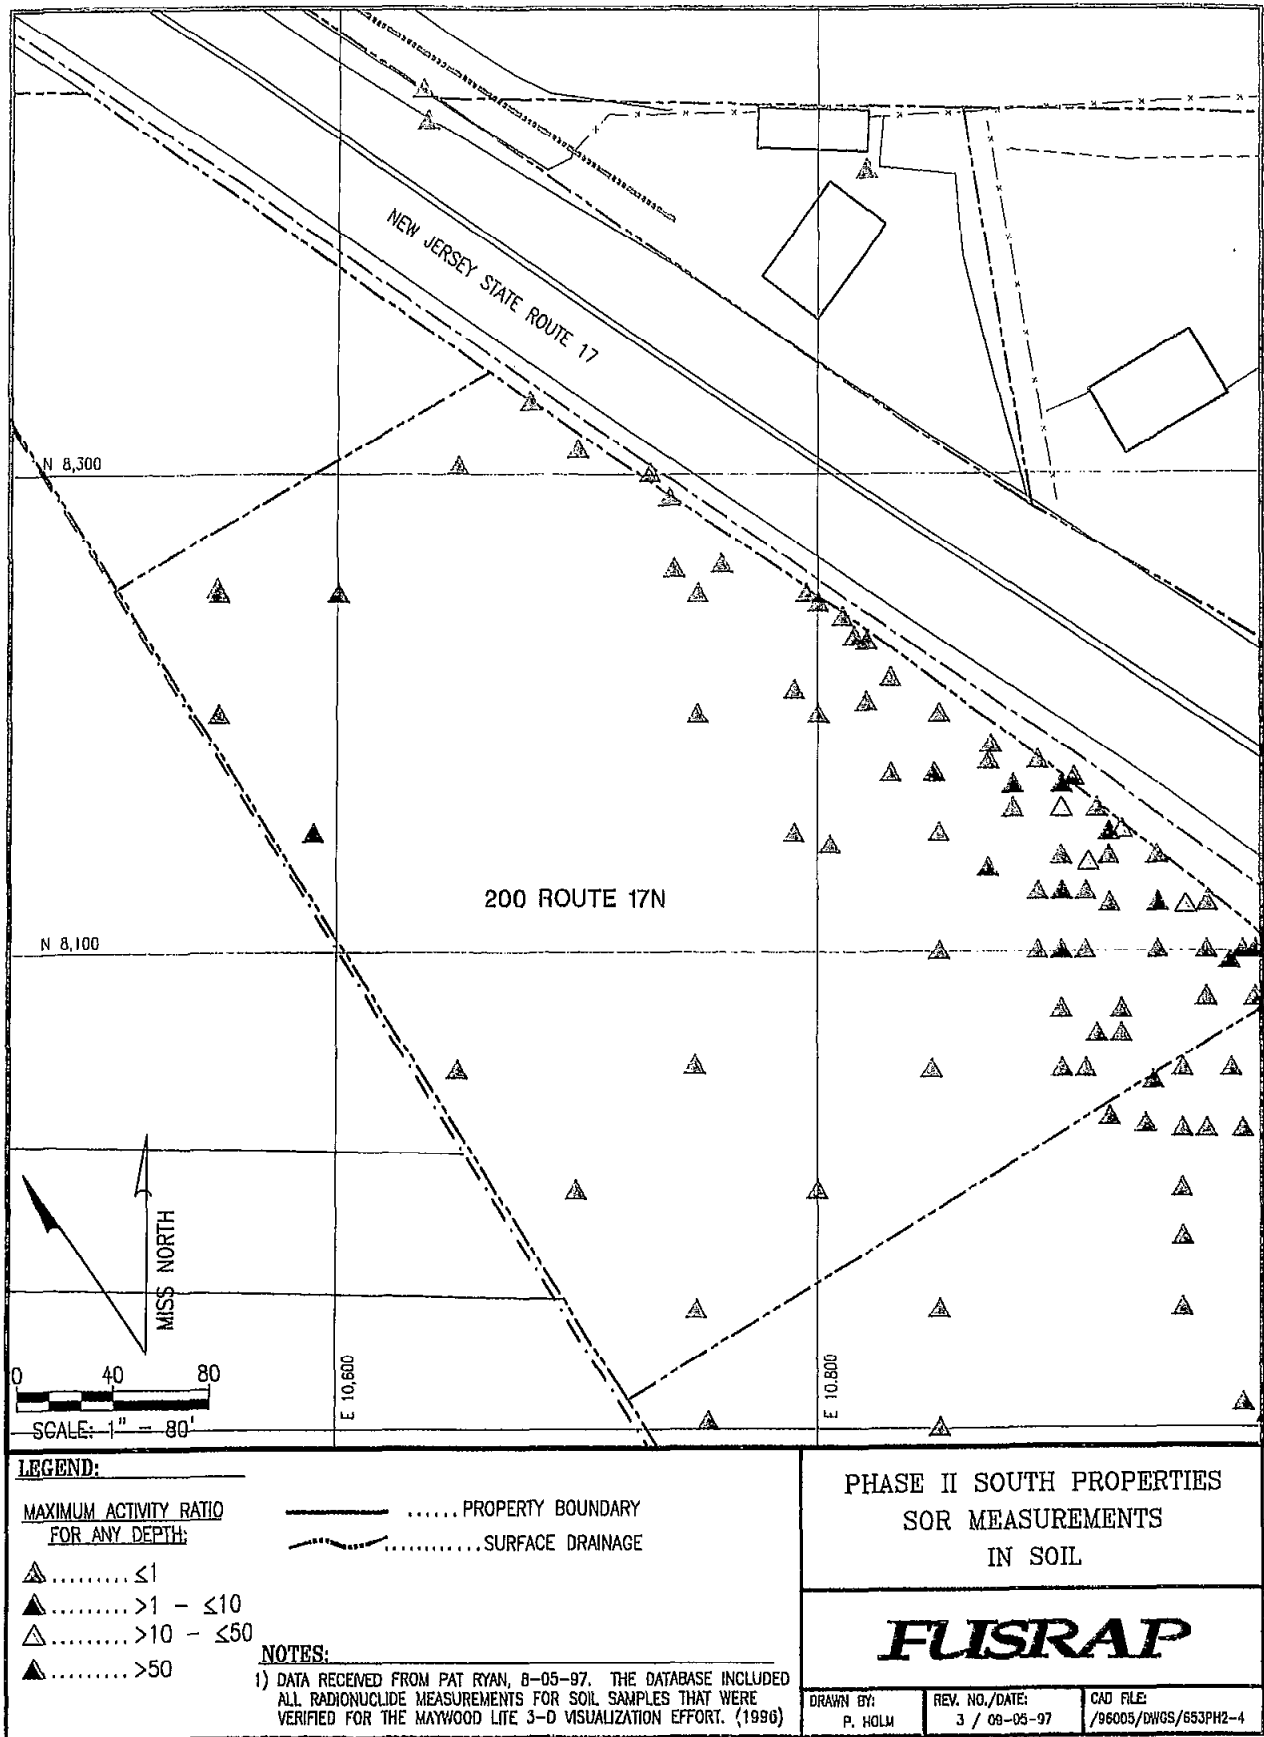 NEW JERSEY STATE ROUTE 17
N 8,300
200 ROUTE 17N
N 8,100
MISS NORTH
E 10,600
E 10,800
0 40 80
SCALE: 1" = 80'
LEGEND:
MAXIMUM ACTIVITY RATIO
FOR ANY DEPTH:
......... ≤1
......... >1 - ≤10
......... >10 - ≤50
......... >50
...... PROPERTY BOUNDARY
............ SURFACE DRAINAGE
NOTES:
1) DATA RECEIVED FROM PAT RYAN, 8-05-97. THE DATABASE INCLUDED
ALL RADIONUCLIDE MEASUREMENTS FOR SOIL SAMPLES THAT WERE
VERIFIED FOR THE MAYWOOD LITE 3-D VISUALIZATION EFFORT. (1996)
PHASE II SOUTH PROPERTIES
SOR MEASUREMENTS
IN SOIL
FUSRAP
DRAWN BY:
P. HOLM
REV. NO./DATE:
3 / 09-05-97
CAD FILE:
/96005/DWGS/653PH2-4